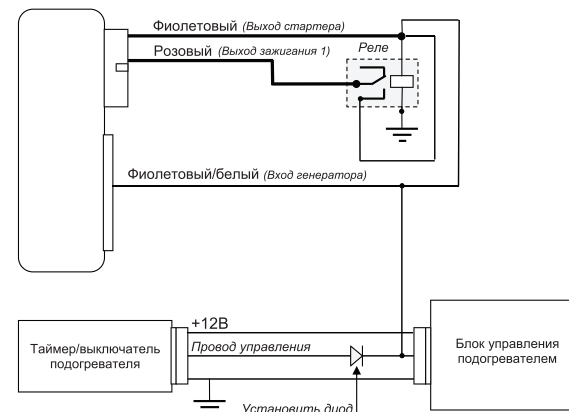 Фиолетовый (Выход стартера)
Розовый (Выход зажигания 1)
Реле
Фиолетовый/белый (Вход генератора)
+12В
Провод управления
Таймер/выключатель
подогревателя
Блок управления
подогревателем
Установить диод